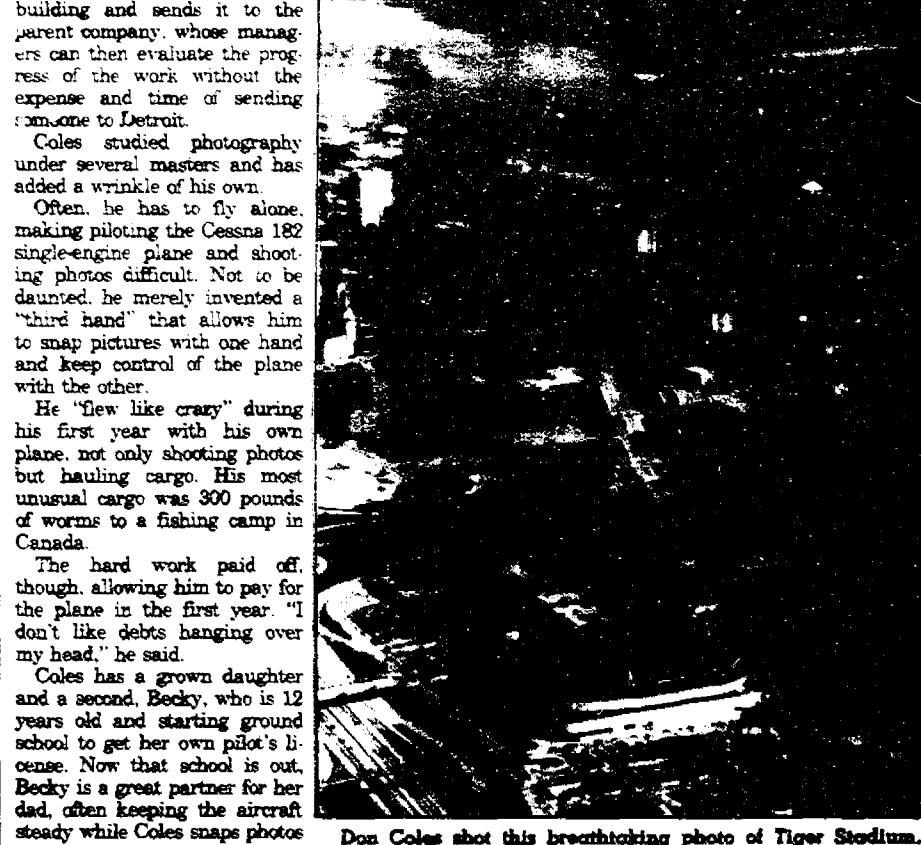 building and sends it to the
parent company, whose manag-
ers can then evaluate the prog-
ress of the work without the
expense and time of sending
someone to Detroit.
Coles studied photography
under several masters and has
added a wrinkle of his own.
Often, he has to fly alone,
making piloting the Cessna 182
single-engine plane and shoot-
ing photos difficult. Not to be
daunted, he merely invented a
"third hand" that allows him
to snap pictures with one hand
and keep control of the plane
with the other.
He "flew like crazy" during
his first year with his own
plane, not only shooting photos
but hauling cargo. His most
unusual cargo was 300 pounds
of worms to a fishing camp in
Canada.
The hard work paid off,
though, allowing him to pay for
the plane in the first year. "I
don't like debts hanging over
my head," he said.
Coles has a grown daughter
and a second, Becky, who is 12
years old and starting ground
school to get her own pilot's li-
cense. Now that school is out,
Becky is a great partner for her
dad, often keeping the aircraft
steady while Coles snaps photos
Don Coles shot this breathtaking photo of Tiger Stadium,